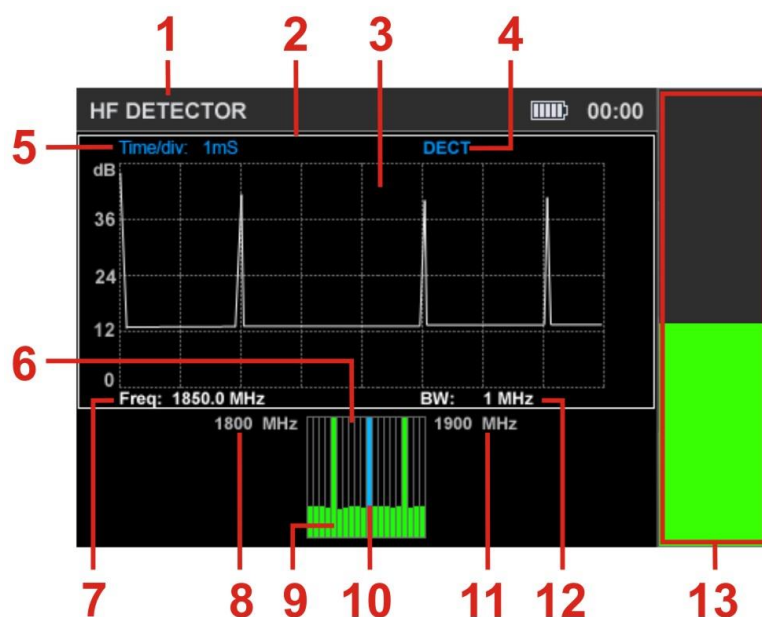 1 2 3 4
HF DETECTOR 00:00
5 Time/div: 1mS DECT
dB
36
24
12
6
0
7 Freq: 1850.0 MHz BW: 1 MHz
1800 MHz 1900 MHz
7 8 9 10 11 12 13